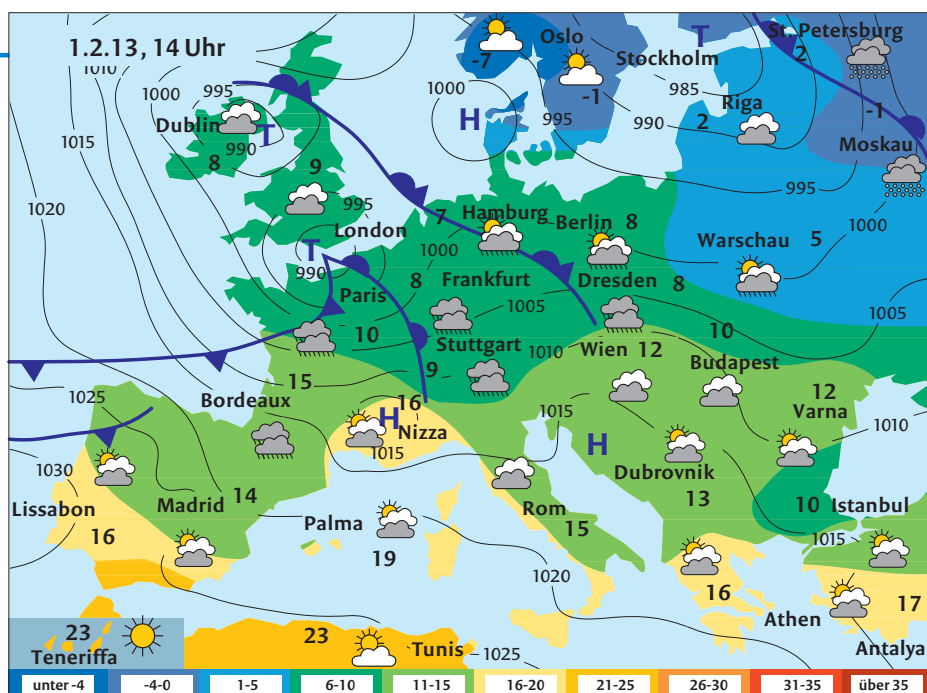 1.2.13, 14 Uhr
Oslo
-7
Stockholm
-1
T
St. Petersburg
2
-1
Moskau
1010
1000
995
1015
Dublin
T
990
8
9
1000
H
995
985
990
Riga
2
995
1020
995
London
T
990
7
Hamburg
1000
Berlin
8
Warschau
5
1000
Paris
8
Frankfurt
1005
Dresden
8
1005
10
Stuttgart
9
1010
Wien
12
10
Budapest
15
Bordeaux
1025
16
H
Nizza
1015
1015
H
12
Varna
1010
1030
Lissabon
16
Madrid
14
Palma
19
Rom
15
Dubrovnik
13
10
Istanbul
1015
1020
16
Athen
17
Antalya
23
Teneriffa
23
Tunis
1025
unter -4
-4-0
1-5
6-10
11-15
16-20
21-25
26-30
31-35
über 35